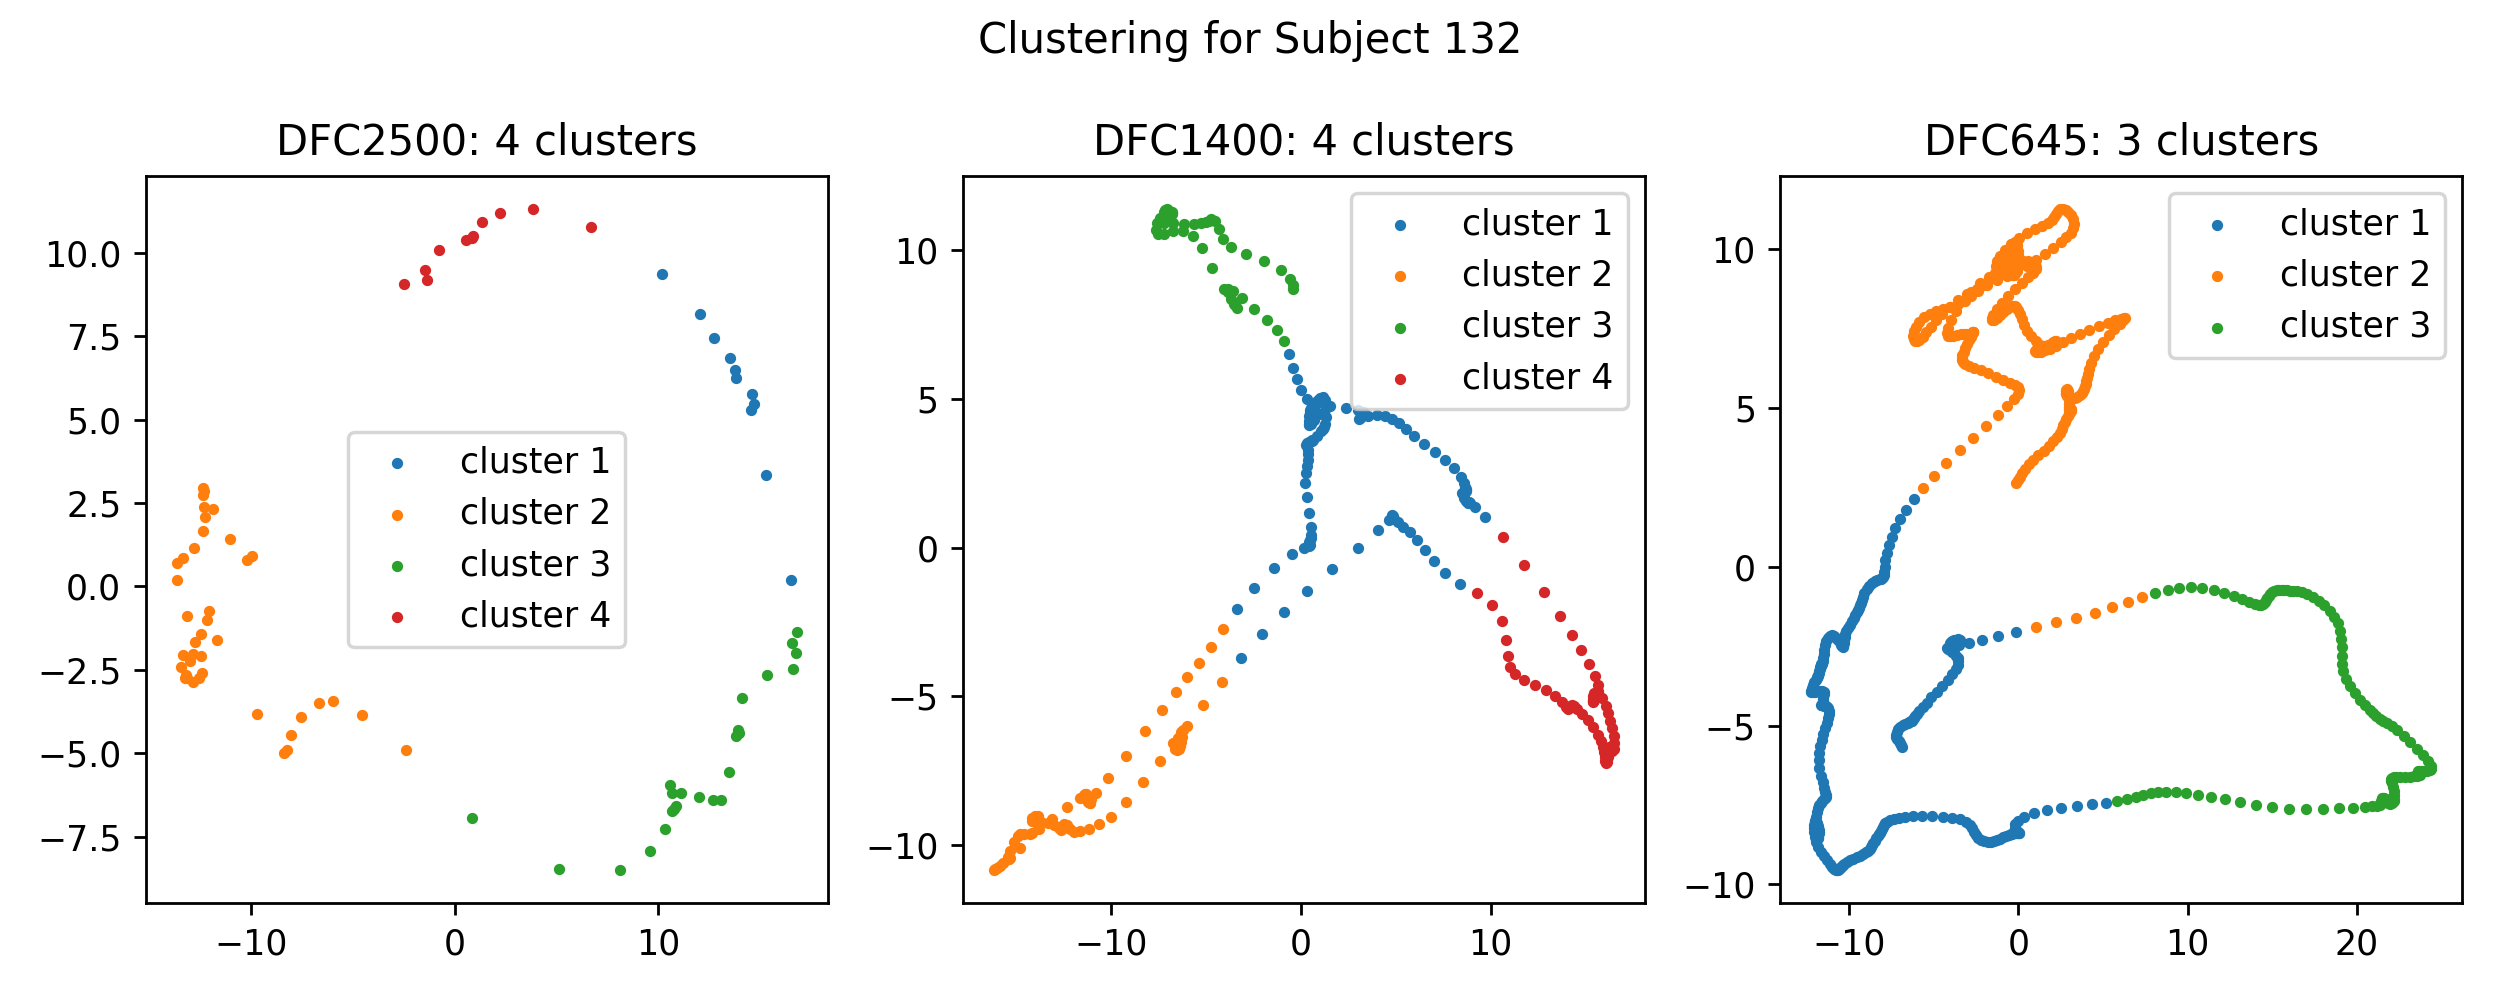 Clustering for Subject 132
DFC2500: 4 clusters
10.0
7.5
5.0
2.5
0.0
−2.5
−5.0
−7.5
−10
0
10
cluster 1
cluster 2
cluster 3
cluster 4
DFC1400: 4 clusters
10
5
0
−5
−10
−10
0
10
cluster 1
cluster 2
cluster 3
cluster 4
DFC645: 3 clusters
10
5
0
−5
−10
−10
0
10
20
cluster 1
cluster 2
cluster 3